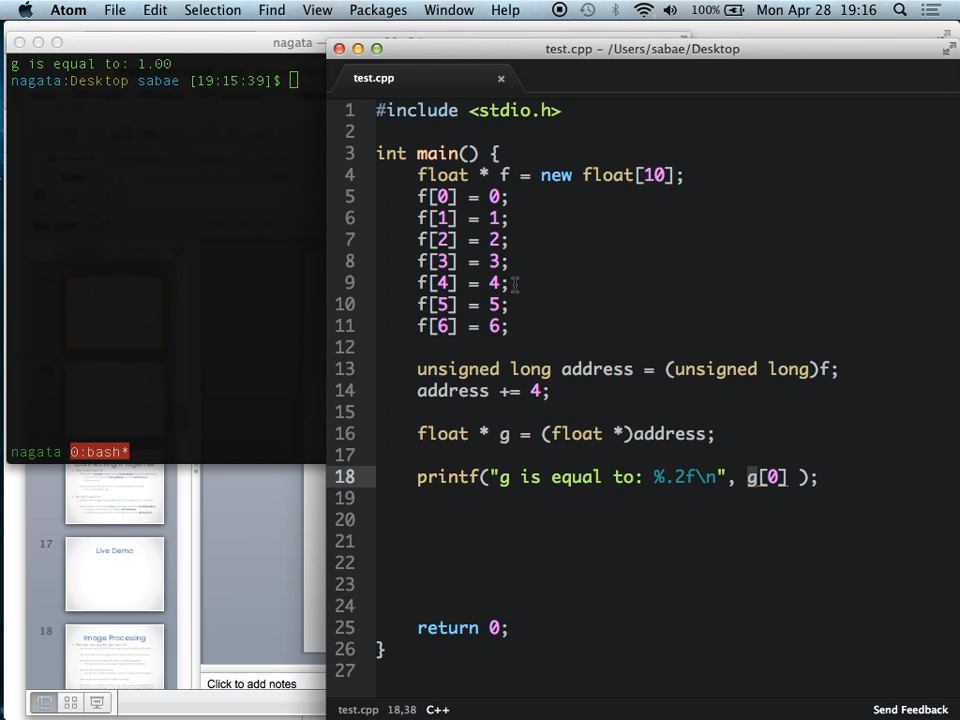 Atom File Edit Selection Find View Packages Window Help 100% Mon Apr 28 19:16
nagata —
g is equal to: 1.00
nagata:Desktop sabae [19:15:39]$
nagata 0:bash*
test.cpp – /Users/sabae/Desktop
test.cpp
1 #include <stdio.h>
2
3 int main() {
4 float * f = new float[10];
5 f[0] = 0;
6 f[1] = 1;
7 f[2] = 2;
8 f[3] = 3;
9 f[4] = 4;
10 f[5] = 5;
11 f[6] = 6;
12
13 unsigned long address = (unsigned long)f;
14 address += 4;
15
16 float * g = (float *)address;
17
18 printf("g is equal to: %.2f\n", g[0] );
19
20
21
22
23
24
25 return 0;
26 }
27
17
Live Demo
18
Image Processing
Click to add notes
test.cpp 18,38 C++
Send Feedback